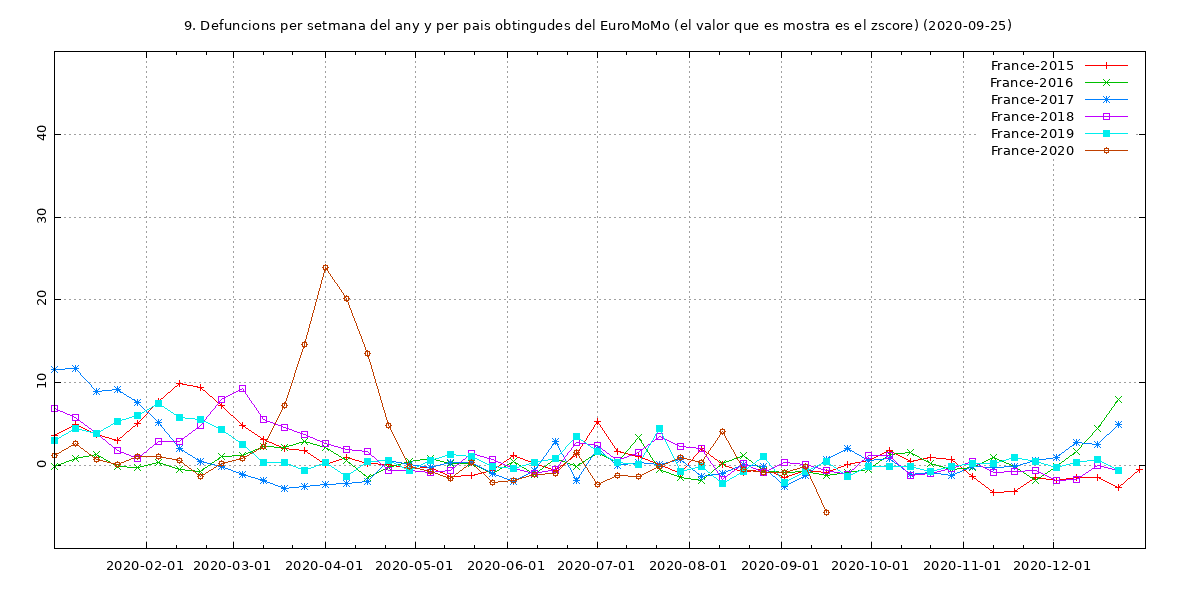 9. Defuncions per setmana del any y per pais obtingudes del EuroMoMo (el valor que es mostra es el zscore) (2020-09-25)
France-2015
France-2016
France-2017
France-2018
France-2019
France-2020
40
30
20
10
0
2020-02-01 2020-03-01 2020-04-01 2020-05-01 2020-06-01 2020-07-01 2020-08-01 2020-09-01 2020-10-01 2020-11-01 2020-12-01